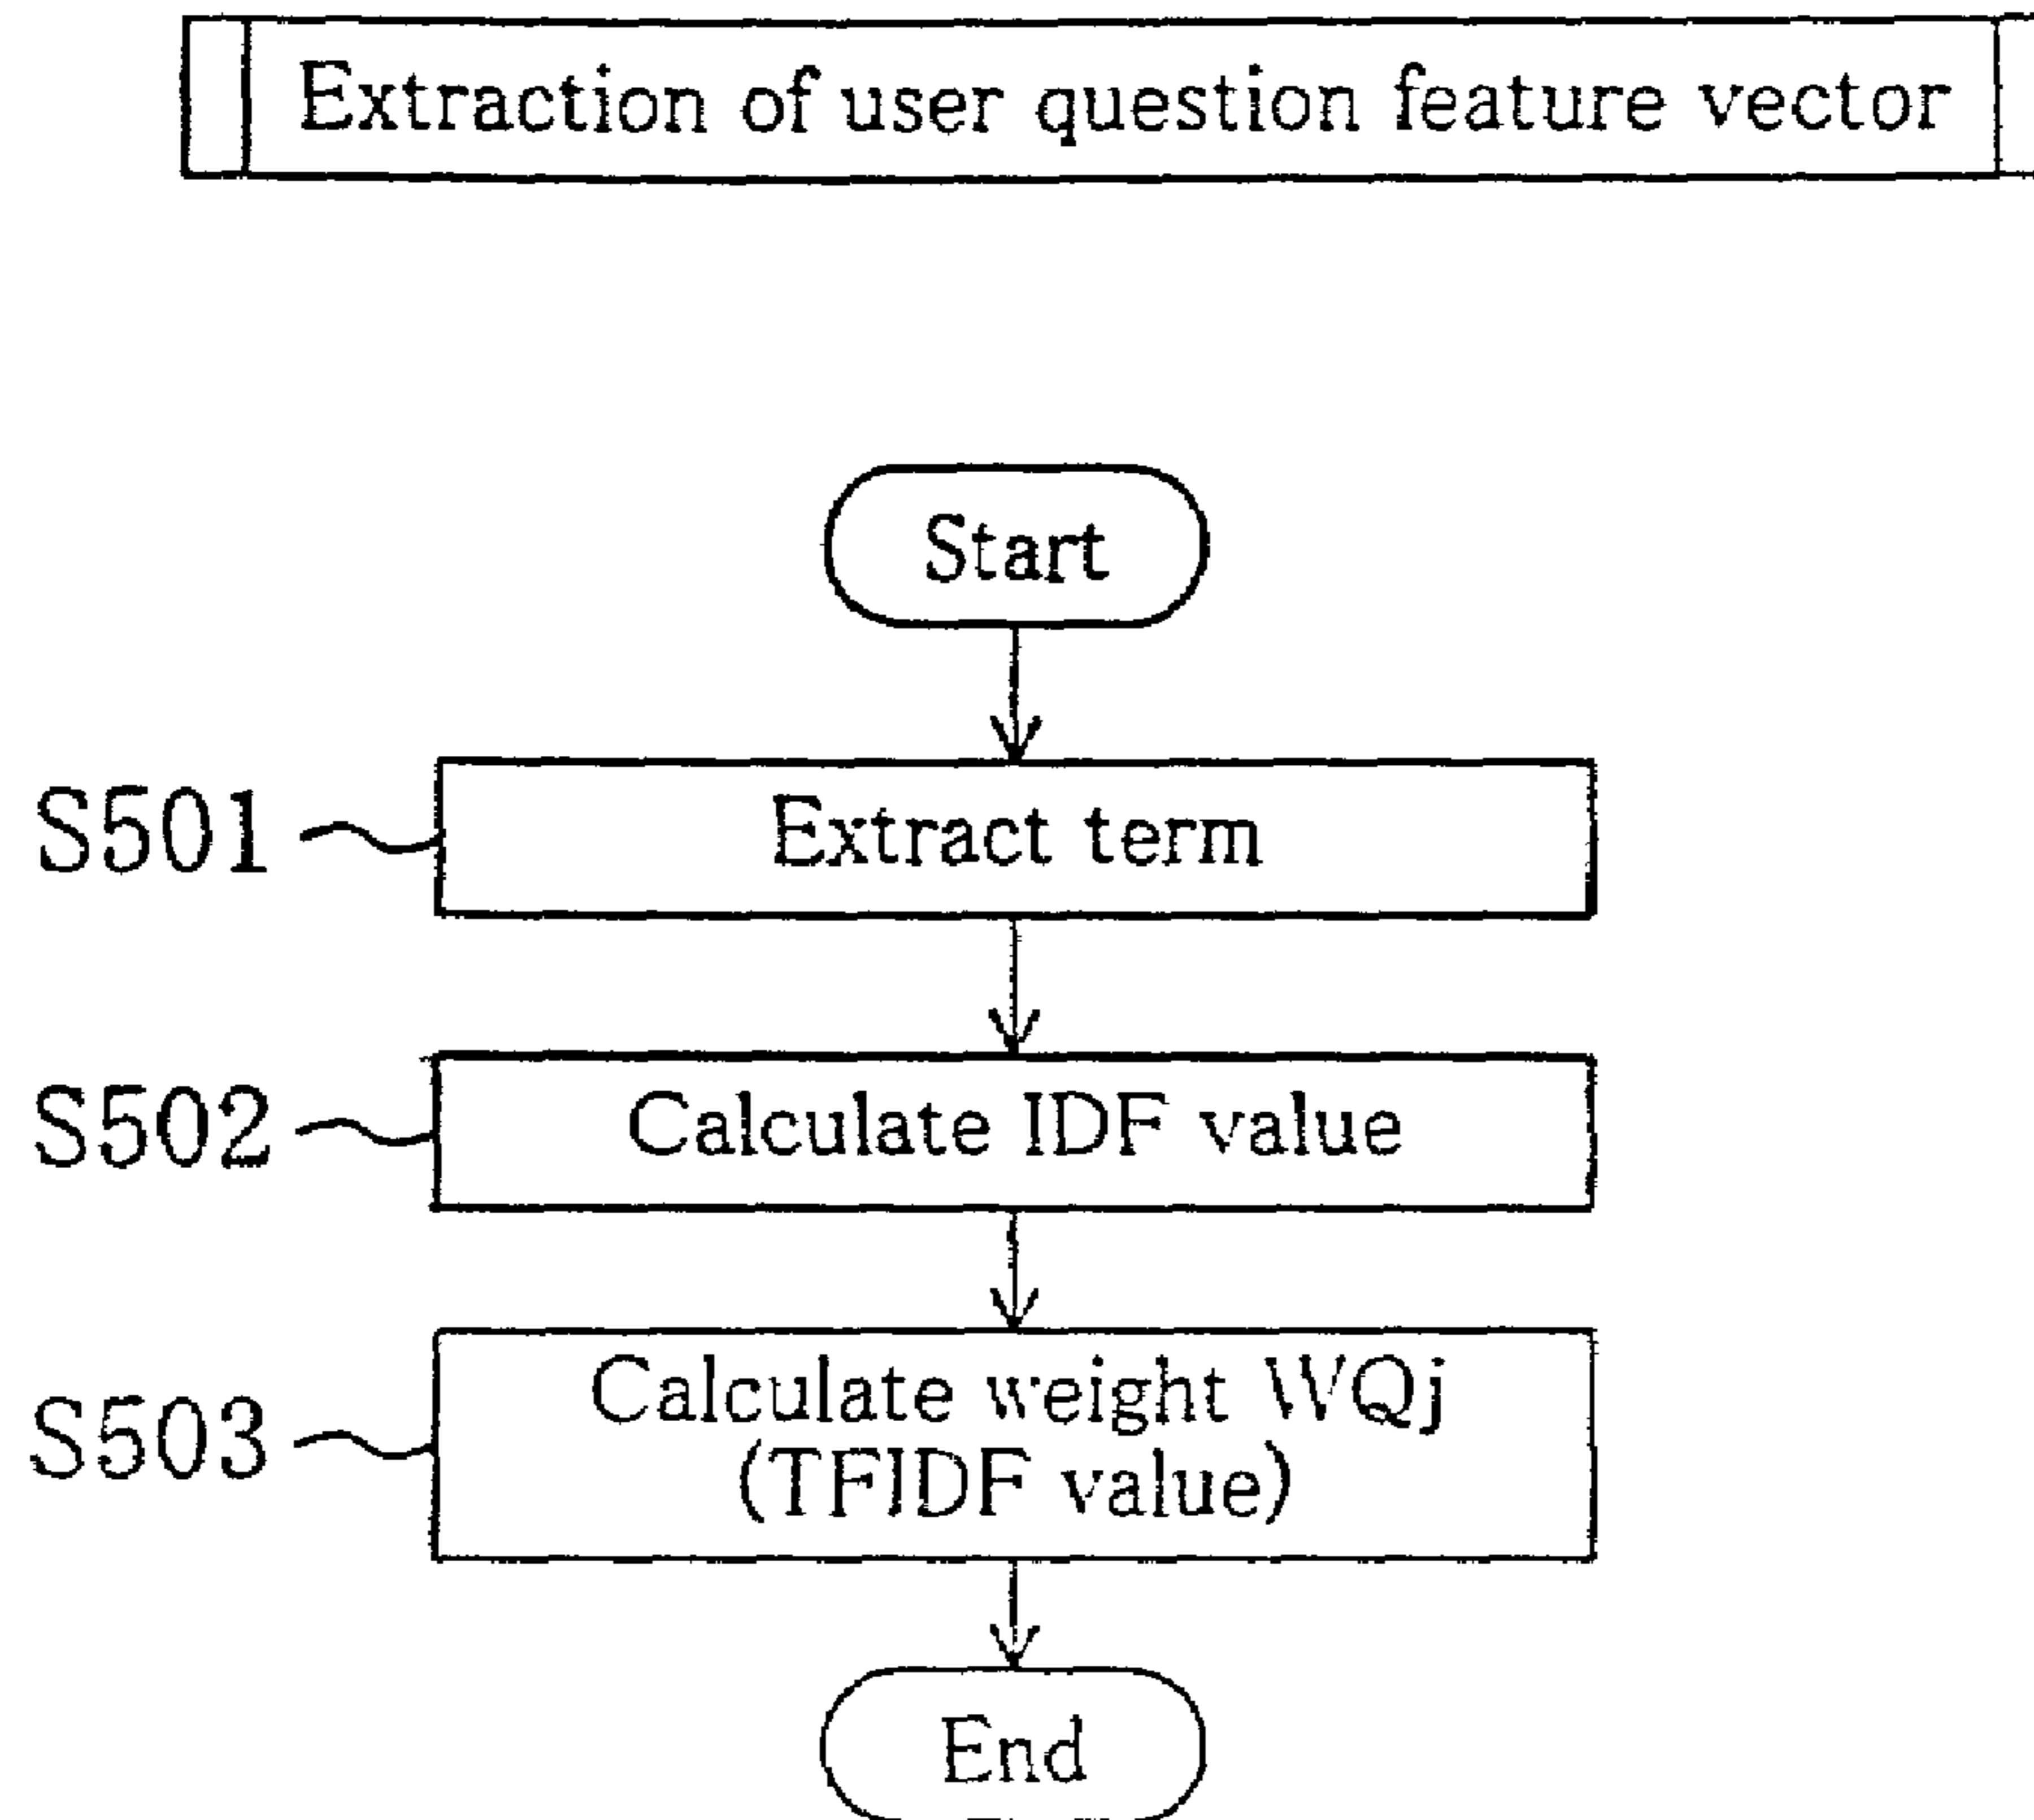 Extraction of user question feature vector
Start
S501
Extract term
S502
Calculate IDF value
S503
Calculate weight WQj
(TFIDF value)
End